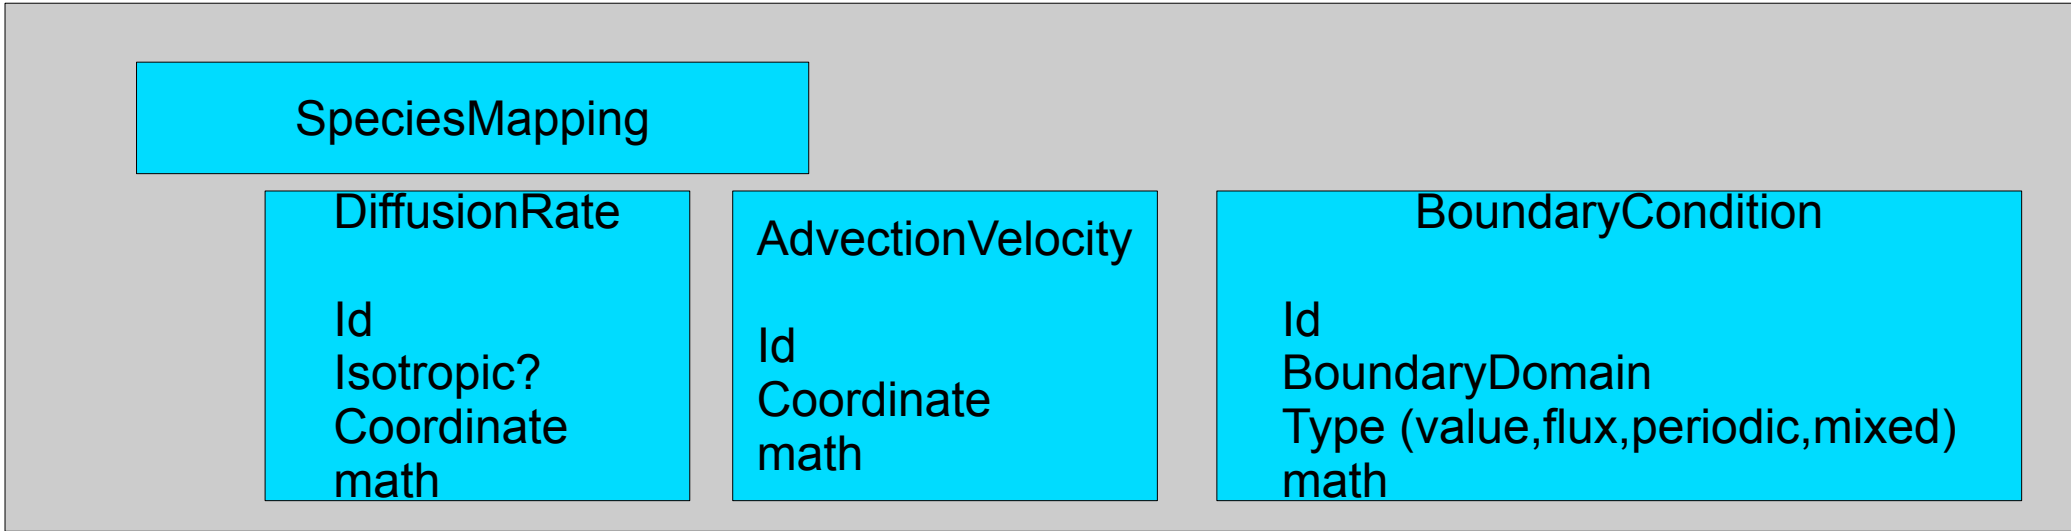 SpeciesMapping
DiffusionRate
Id
Isotropic?
Coordinate
math
AdvectionVelocity
Id
Coordinate
math
BoundaryCondition
Id
BoundaryDomain
Type (value,flux,periodic,mixed)
math